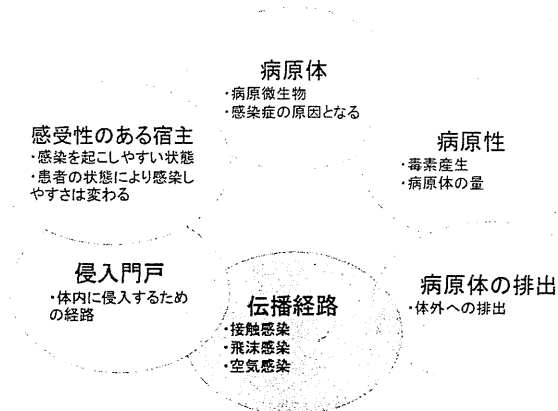 病原体
・病原微生物
・感染症の原因となる
病原性
・毒素産生
・病原体の量
病原体の排出
・体外への排出
伝播経路
・接触感染
・飛沫感染
・空気感染
侵入門戸
・体内に侵入するため
の経路
感受性のある宿主
・感染を起こしやすい状態
・患者の状態により感染し
やすさは変わる